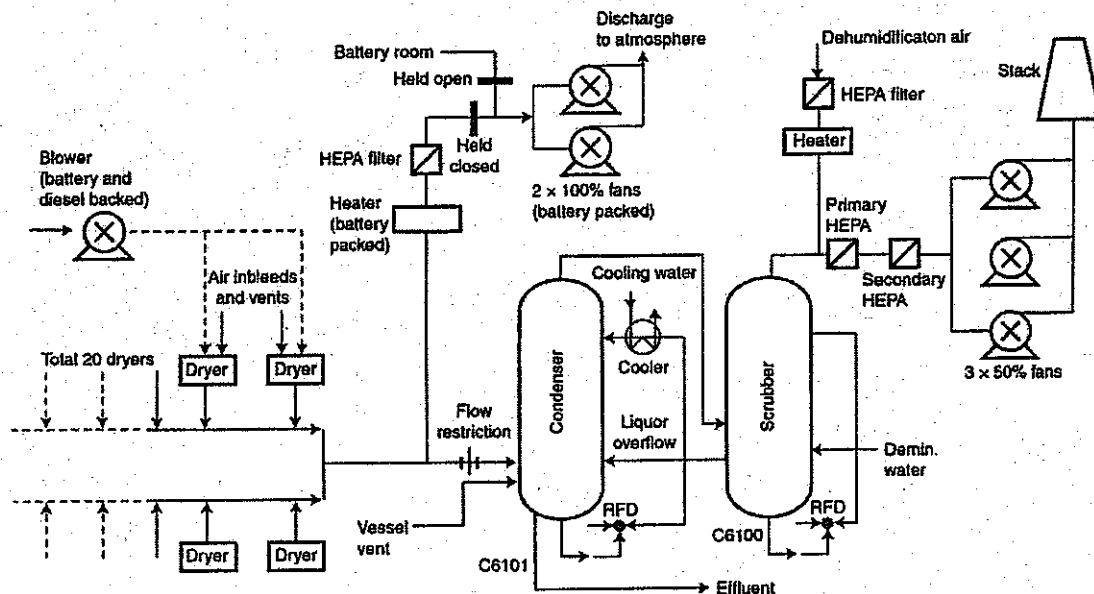 Discharge
to atmosphere
Battery room
Held open
HEPA filter
Held
closed
2 × 100% fans
(battery packed)
Heater
(battery
packed)
Blower
(battery and
diesel backed)
Air inbleeds
and vents
Total 20 dryers
Dryer
Dryer
Dryer
Dryer
Flow
restriction
Vessel
vent
Condenser
C6101
Cooling water
Cooler
Liquor
overflow
RFD
Effluent
Scrubber
C6100
RFD
Demin.
water
Dehumidificaton air
HEPA filter
Heater
Primary
HEPA
Secondary
HEPA
Stack
3 × 50% fans